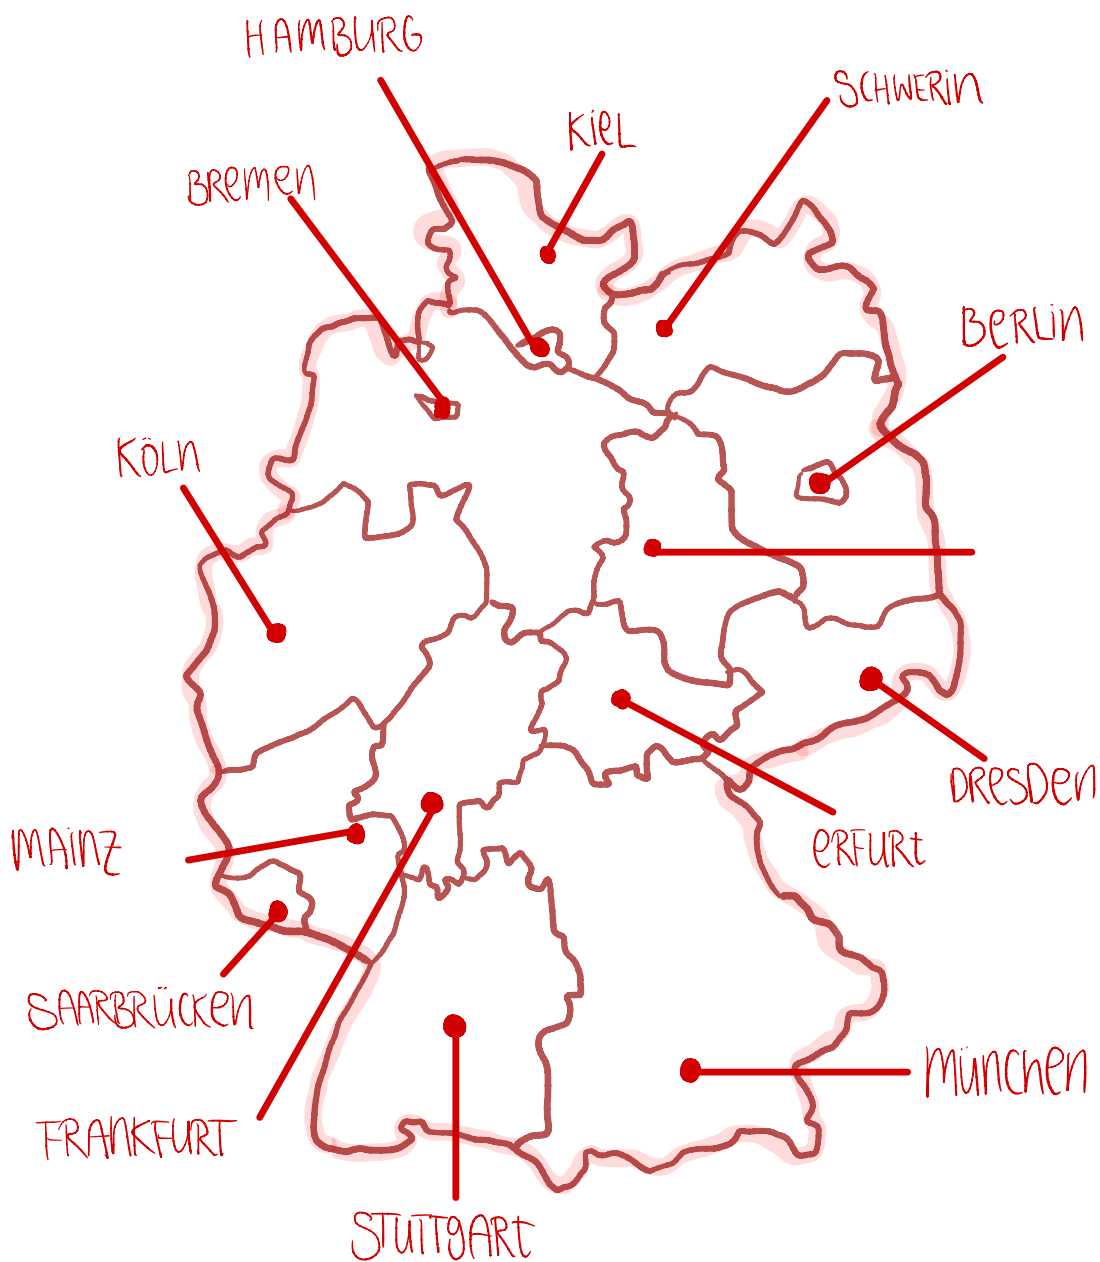 HAMBURG
SCHWERIN
KIEL
BREMEN
BERLIN
KÖLN
DRESDEN
MAINZ
ERFURT
SAARBRÜCKEN
MÜNCHEN
FRANKFURT
STUTTGART